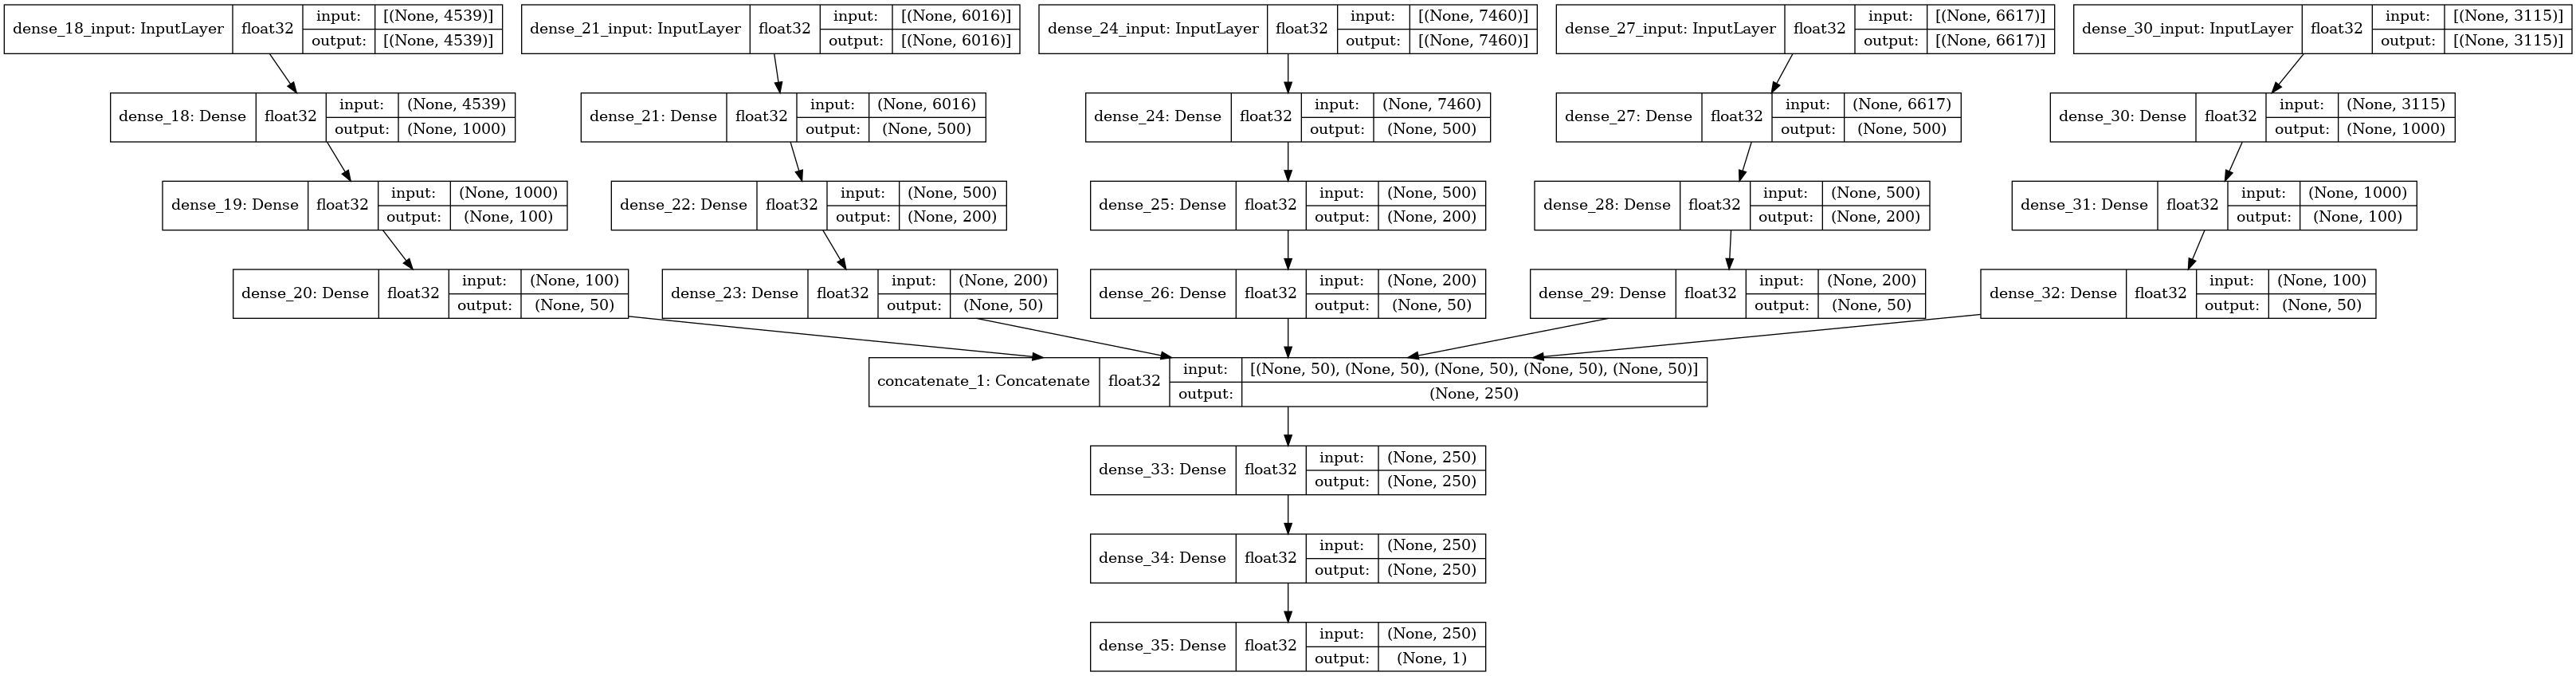 dense_18_input: InputLayer float32 input: [(None, 4539)] output: [(None, 4539)]
dense_21_input: InputLayer float32 input: [(None, 6016)] output: [(None, 6016)]
dense_24_input: InputLayer float32 input: [(None, 7460)] output: [(None, 7460)]
dense_27_input: InputLayer float32 input: [(None, 6617)] output: [(None, 6617)]
dense_30_input: InputLayer float32 input: [(None, 3115)] output: [(None, 3115)]
dense_18: Dense float32 input: (None, 4539) output: (None, 1000)
dense_21: Dense float32 input: (None, 6016) output: (None, 500)
dense_24: Dense float32 input: (None, 7460) output: (None, 500)
dense_27: Dense float32 input: (None, 6617) output: (None, 500)
dense_30: Dense float32 input: (None, 3115) output: (None, 1000)
dense_19: Dense float32 input: (None, 1000) output: (None, 100)
dense_22: Dense float32 input: (None, 500) output: (None, 200)
dense_25: Dense float32 input: (None, 500) output: (None, 200)
dense_28: Dense float32 input: (None, 500) output: (None, 200)
dense_31: Dense float32 input: (None, 1000) output: (None, 100)
dense_20: Dense float32 input: (None, 100) output: (None, 50)
dense_23: Dense float32 input: (None, 200) output: (None, 50)
dense_26: Dense float32 input: (None, 200) output: (None, 50)
dense_29: Dense float32 input: (None, 200) output: (None, 50)
dense_32: Dense float32 input: (None, 100) output: (None, 50)
concatenate_1: Concatenate float32 input: [(None, 50), (None, 50), (None, 50), (None, 50), (None, 50)] output: (None, 250)
dense_33: Dense float32 input: (None, 250) output: (None, 250)
dense_34: Dense float32 input: (None, 250) output: (None, 250)
dense_35: Dense float32 input: (None, 250) output: (None, 1)